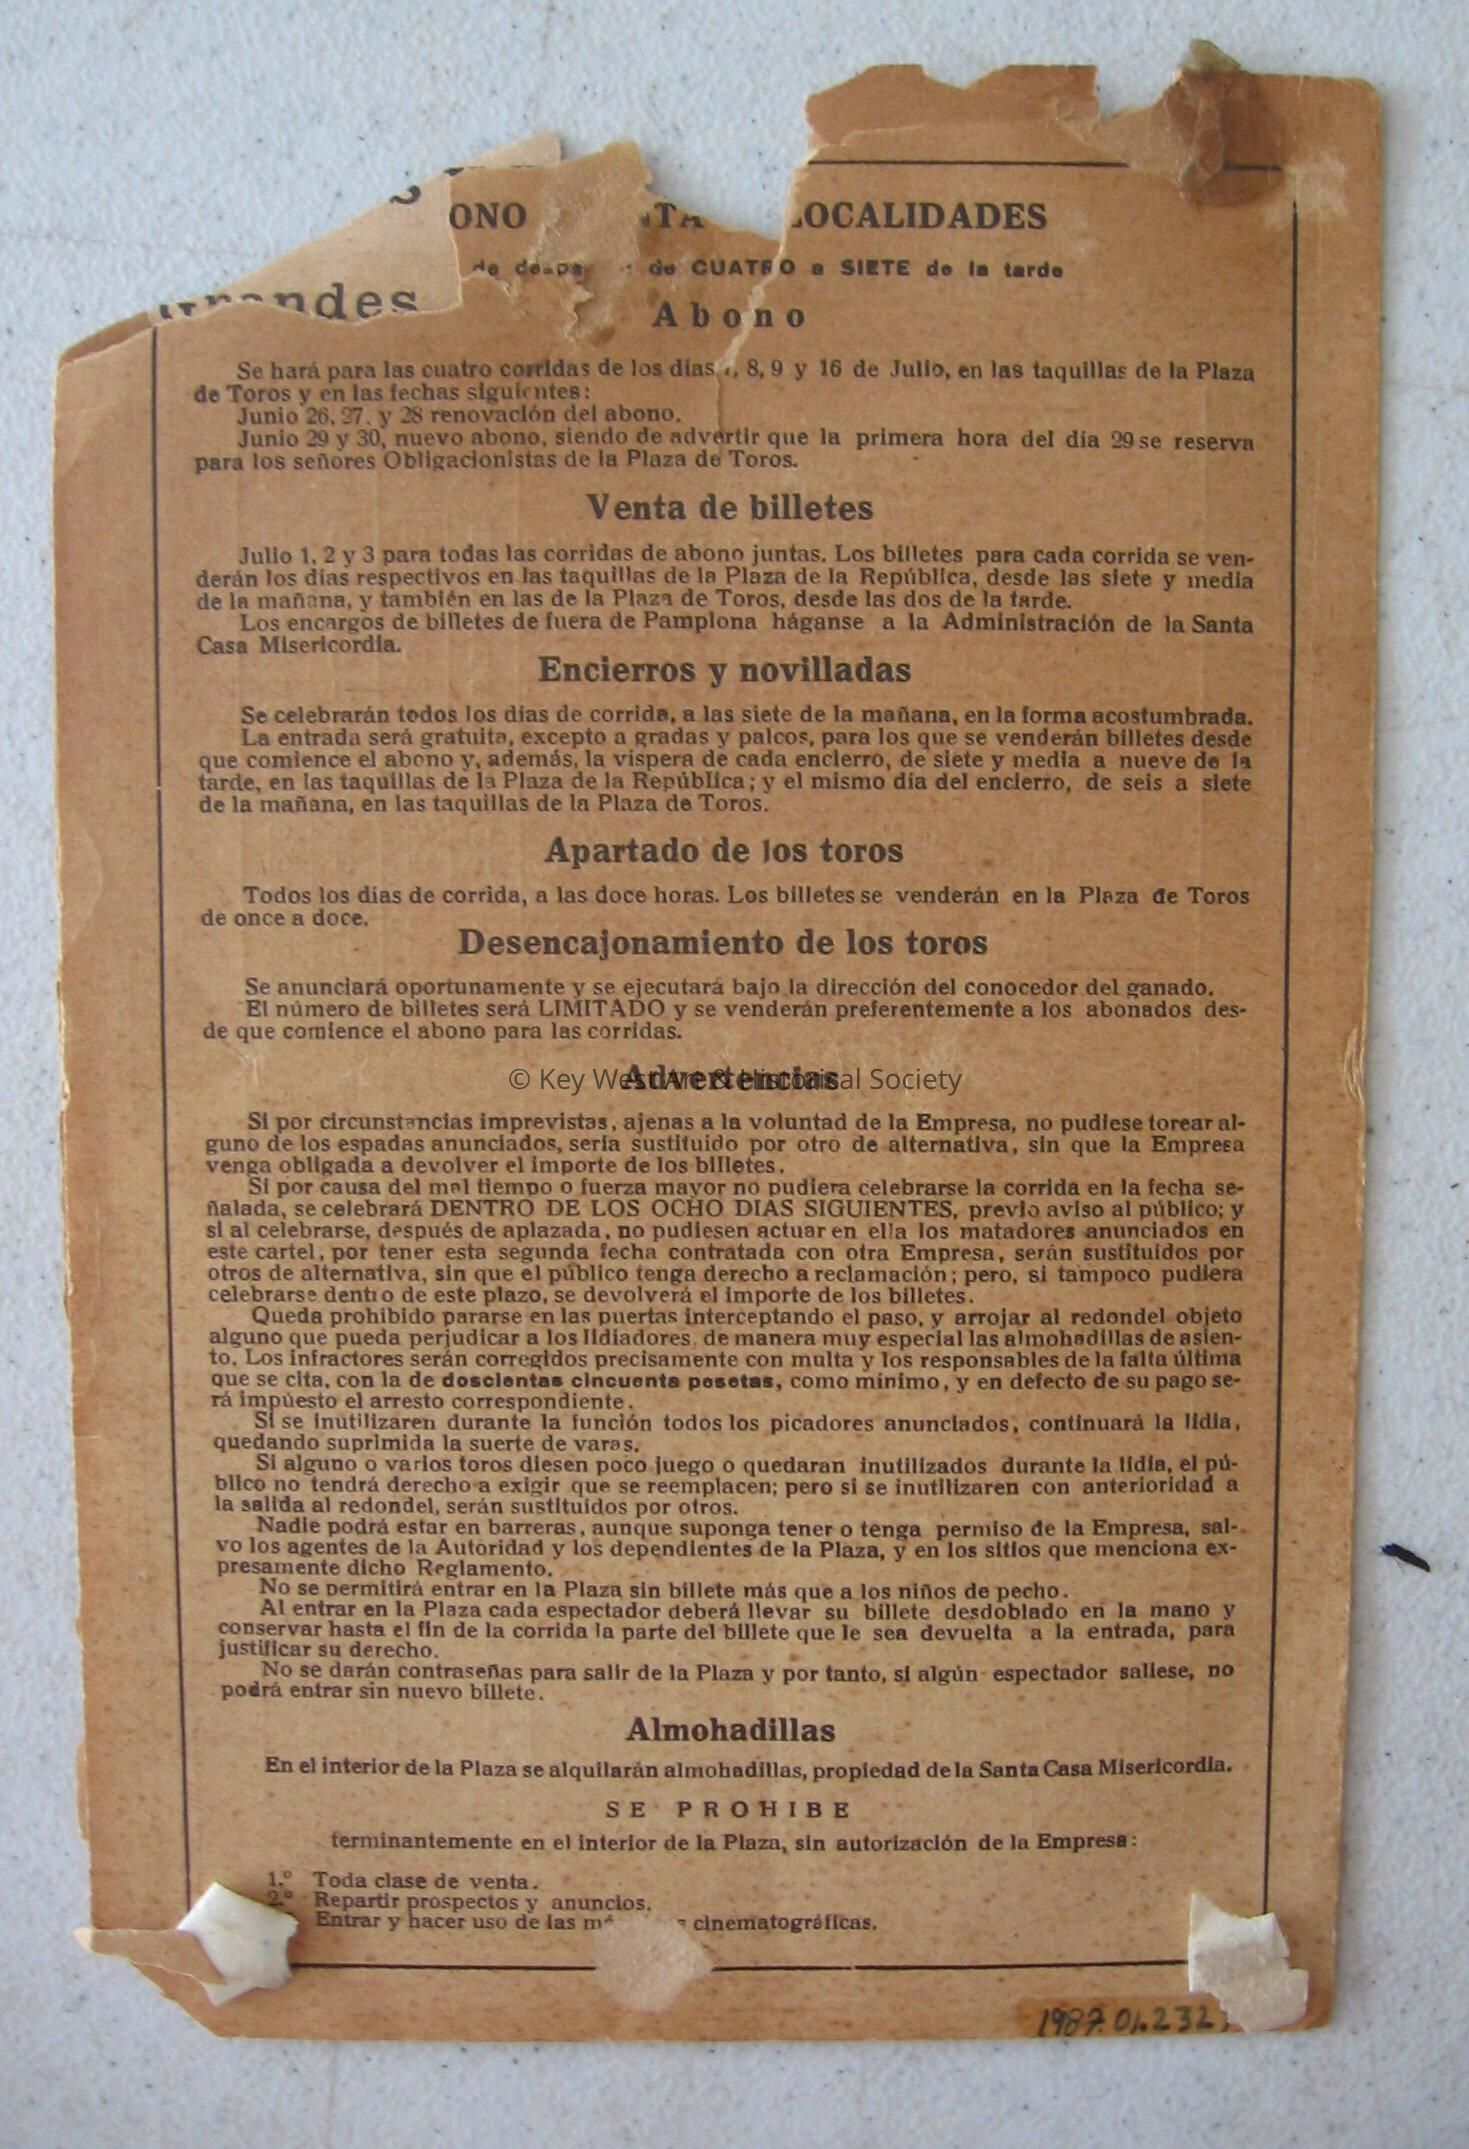 ONO TA LOCALIDADES
de CUATRO a SIETE de la tarde
Grandes
Abono
Se hará para las cuatro corridas de los días 8, 9 y 16 de Julio, en las taquillas de la Plaza
de Toros y en las fechas siguientes:
Junio 26, 27, y 28 renovación del abono.
Junio 29 y 30, nuevo abono, siendo de advertir que la primera hora del día 29 se reserva
para los señores Obligacionistas de la Plaza de Toros.
Venta de billetes
Julio 1, 2 y 3 para todas las corridas de abono juntas. Los billetes para cada corrida se ven-
derán los días respectivos en las taquillas de la Plaza de la República, desde las siete y media
de la mañana, y también en las de la Plaza de Toros, desde las dos de la tarde.
Los encargos de billetes de fuera de Pamplona háganse a la Administración de la Santa
Casa Misericordia.
Encierros y novilladas
Se celebrarán todos los días de corrida, a las siete de la mañana, en la forma acostumbrada.
La entrada será gratuita, excepto a gradas y palcos, para los que se venderán billetes desde
que comience el abono y, además, la víspera de cada encierro, de siete y media a nueve de la
tarde, en las taquillas de la Plaza de la República; y el mismo día del encierro, de seis a siete
de la mañana, en las taquillas de la Plaza de Toros.
Apartado de los toros
Todos los días de corrida, a las doce horas. Los billetes se venderán en la Plaza de Toros
de once a doce.
Desencajonamiento de los toros
Se anunciará oportunamente y se ejecutará bajo la dirección del conocedor del ganado.
El número de billetes será LIMITADO y se venderán preferentemente a los abonados des-
de que comience el abono para las corridas.
Advertencias
© Key West Art & Historical Society
Si por circunstancias imprevistas, ajenas a la voluntad de la Empresa, no pudiese torear al-
guno de los espadas anunciados, sería sustituido por otro de alternativa, sin que la Empresa
venga obligada a devolver el importe de los billetes.
Si por causa del mal tiempo o fuerza mayor no pudiera celebrarse la corrida en la fecha se-
ñalada, se celebrará DENTRO DE LOS OCHO DIAS SIGUIENTES, previo aviso al público; y
si al celebrarse, después de aplazada, no pudiesen actuar en ella los matadores anunciados en
este cartel, por tener esta segunda fecha contratada con otra Empresa, serán sustituidos por
otros de alternativa, sin que el público tenga derecho a reclamación; pero, si tampoco pudiera
celebrarse dentro de este plazo, se devolverá el importe de los billetes.
Queda prohibido pararse en las puertas interceptando el paso, y arrojar al redondel objeto
alguno que pueda perjudicar a los lidiadores, de manera muy especial las almohadillas de asien-
to. Los infractores serán corregidos precisamente con multa y los responsables de la falta última
que se cita, con la de doscientas cincuenta pesetas, como mínimo, y en defecto de su pago se-
rá impuesto el arresto correspondiente.
Si se inutilizaren durante la función todos los picadores anunciados, continuará la lidia,
quedando suprimida la suerte de varas.
Si alguno o varios toros diesen poco juego o quedaran inutilizados durante la lidia, el pú-
blico no tendrá derecho a exigir que se reemplacen; pero si se inutilizaren con anterioridad a
la salida al redondel, serán sustituidos por otros.
Nadie podrá estar en barreras, aunque suponga tener o tenga permiso de la Empresa, sal-
vo los agentes de la Autoridad y los dependientes de la Plaza, y en los sitios que menciona ex-
presamente dicho Reglamento.
No se permitirá entrar en la Plaza sin billete más que a los niños de pecho.
Al entrar en la Plaza cada espectador deberá llevar su billete desdoblado en la mano y
conservar hasta el fin de la corrida la parte del billete que le sea devuelta a la entrada, para
justificar su derecho.
No se darán contraseñas para salir de la Plaza y por tanto, si algún espectador saliese, no
podrá entrar sin nuevo billete.
Almohadillas
En el interior de la Plaza se alquilarán almohadillas, propiedad de la Santa Casa Misericordia.
SE PROHIBE
terminantemente en el interior de la Plaza, sin autorización de la Empresa:
1.º Toda clase de venta.
2.º Repartir prospectos y anuncios.
Entrar y hacer uso de las cinematográficas.
1987.01.232